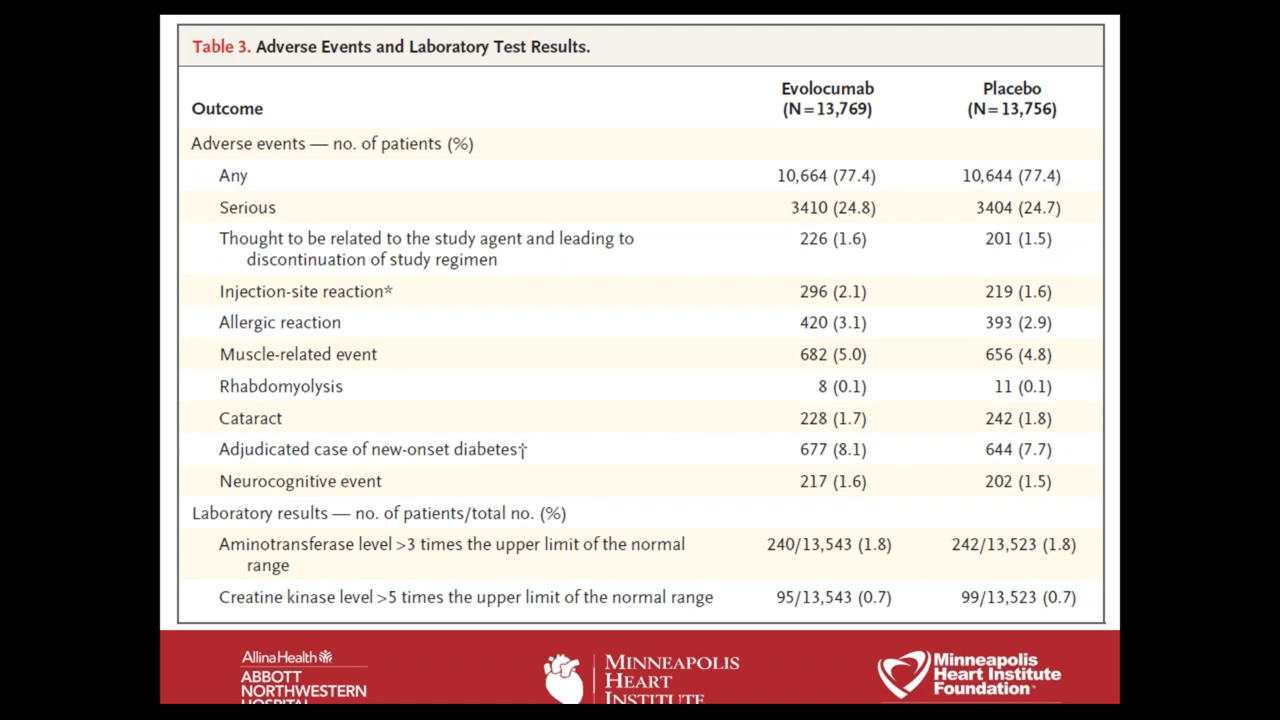 Table 3. Adverse Events and Laboratory Test Results.
Outcome Evolocumab (N=13,769) Placebo (N=13,756)
Adverse events — no. of patients (%)
Any 10,664 (77.4) 10,644 (77.4)
Serious 3410 (24.8) 3404 (24.7)
Thought to be related to the study agent and leading to 226 (1.6) 201 (1.5)
discontinuation of study regimen
Injection-site reaction* 296 (2.1) 219 (1.6)
Allergic reaction 420 (3.1) 393 (2.9)
Muscle-related event 682 (5.0) 656 (4.8)
Rhabdomyolysis 8 (0.1) 11 (0.1)
Cataract 228 (1.7) 242 (1.8)
Adjudicated case of new-onset diabetes† 677 (8.1) 644 (7.7)
Neurocognitive event 217 (1.6) 202 (1.5)
Laboratory results — no. of patients/total no. (%)
Aminotransferase level >3 times the upper limit of the normal 240/13,543 (1.8) 242/13,523 (1.8)
range
Creatine kinase level >5 times the upper limit of the normal range 95/13,543 (0.7) 99/13,523 (0.7)
Allina Health
ABBOTT
NORTHWESTERN
HOSPITAL
MINNEAPOLIS
HEART
INSTITUTE
Minneapolis
Heart Institute
Foundation™